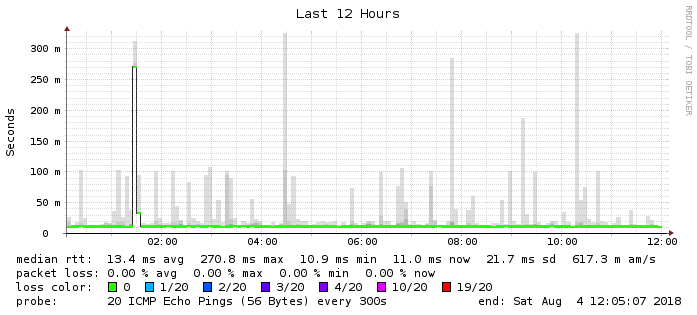 Last 12 Hours
RRDTOOL / TOBI OETIKER
Seconds
300 m
250 m
200 m
150 m
100 m
50 m
0
02:00 04:00 06:00 08:00 10:00 12:00
median rtt: 13.4 ms avg 270.8 ms max 10.9 ms min 11.0 ms now 21.7 ms sd 617.3 m am/s
packet loss: 0.00 % avg 0.00 % max 0.00 % min 0.00 % now
loss color: 0 1/20 2/20 3/20 4/20 10/20 19/20
probe: 20 ICMP Echo Pings (56 Bytes) every 300s end: Sat Aug 4 12:05:07 2018